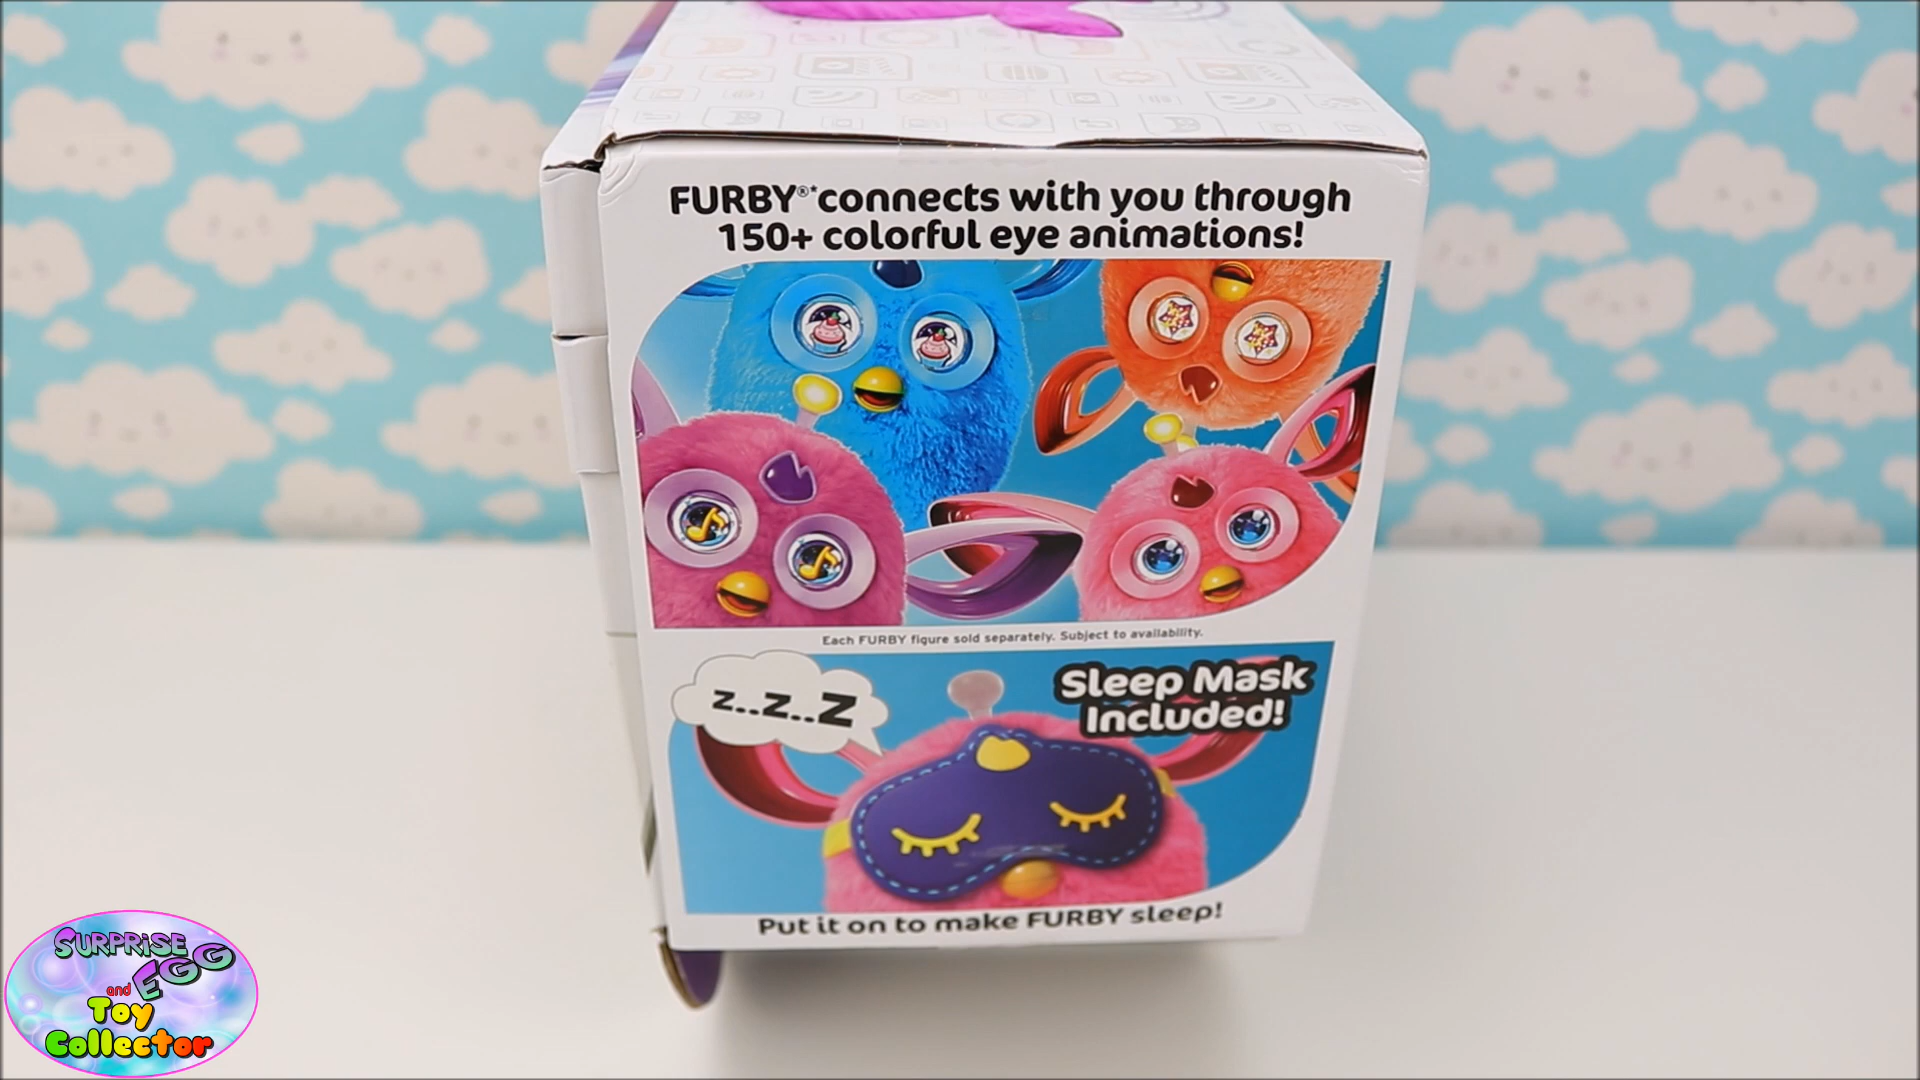 FURBY®* connects with you through
150+ colorful eye animations!
Each FURBY figure sold separately. Subject to availability.
z..z..z
Sleep Mask
Included!
Put it on to make FURBY sleep!
SURPRiSE
EGG
and
Toy
Collector